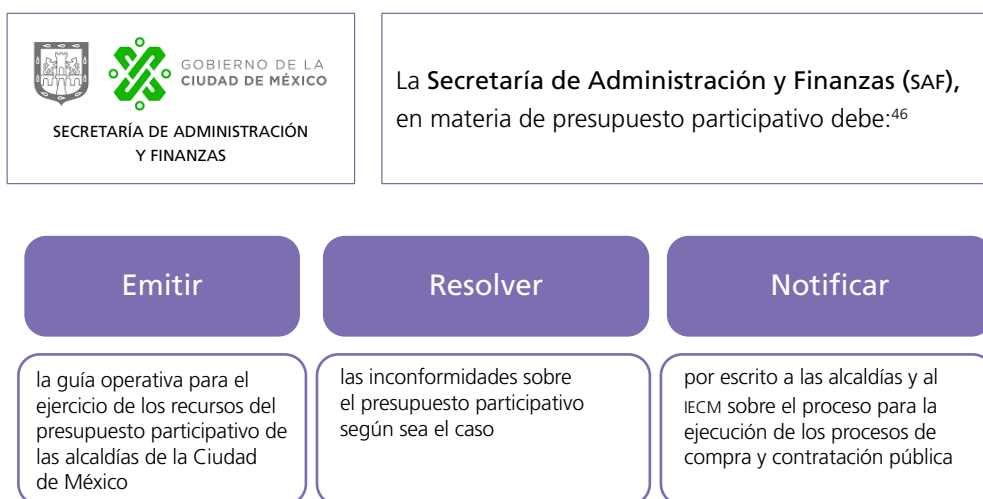 GOBIERNO DE LA
CIUDAD DE MÉXICO
SECRETARÍA DE ADMINISTRACIÓN
Y FINANZAS
La Secretaría de Administración y Finanzas (SAF),
en materia de presupuesto participativo debe:46
Emitir
la guía operativa para el
ejercicio de los recursos del
presupuesto participativo de
las alcaldías de la Ciudad
de México
Resolver
las inconformidades sobre
el presupuesto participativo
según sea el caso
Notificar
por escrito a las alcaldías y al
IECM sobre el proceso para la
ejecución de los procesos de
compra y contratación pública